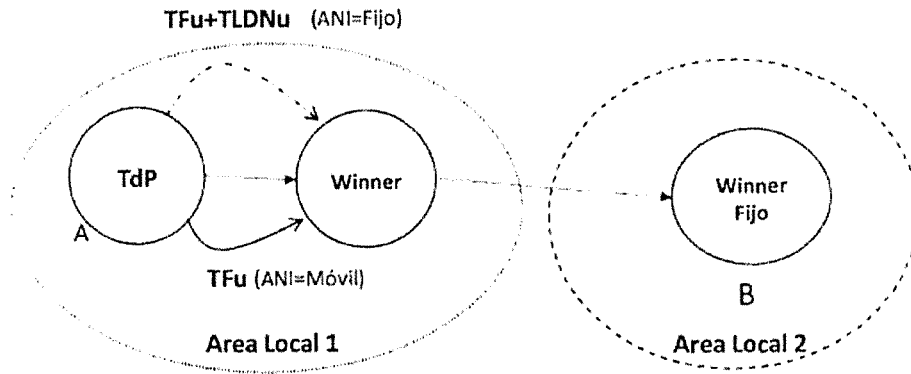 TFu+TLDNu (ANI=Fijo)
TdP
Winner
Winner
Fijo
A
TFu (ANI=Móvil)
B
Area Local 1
Area Local 2